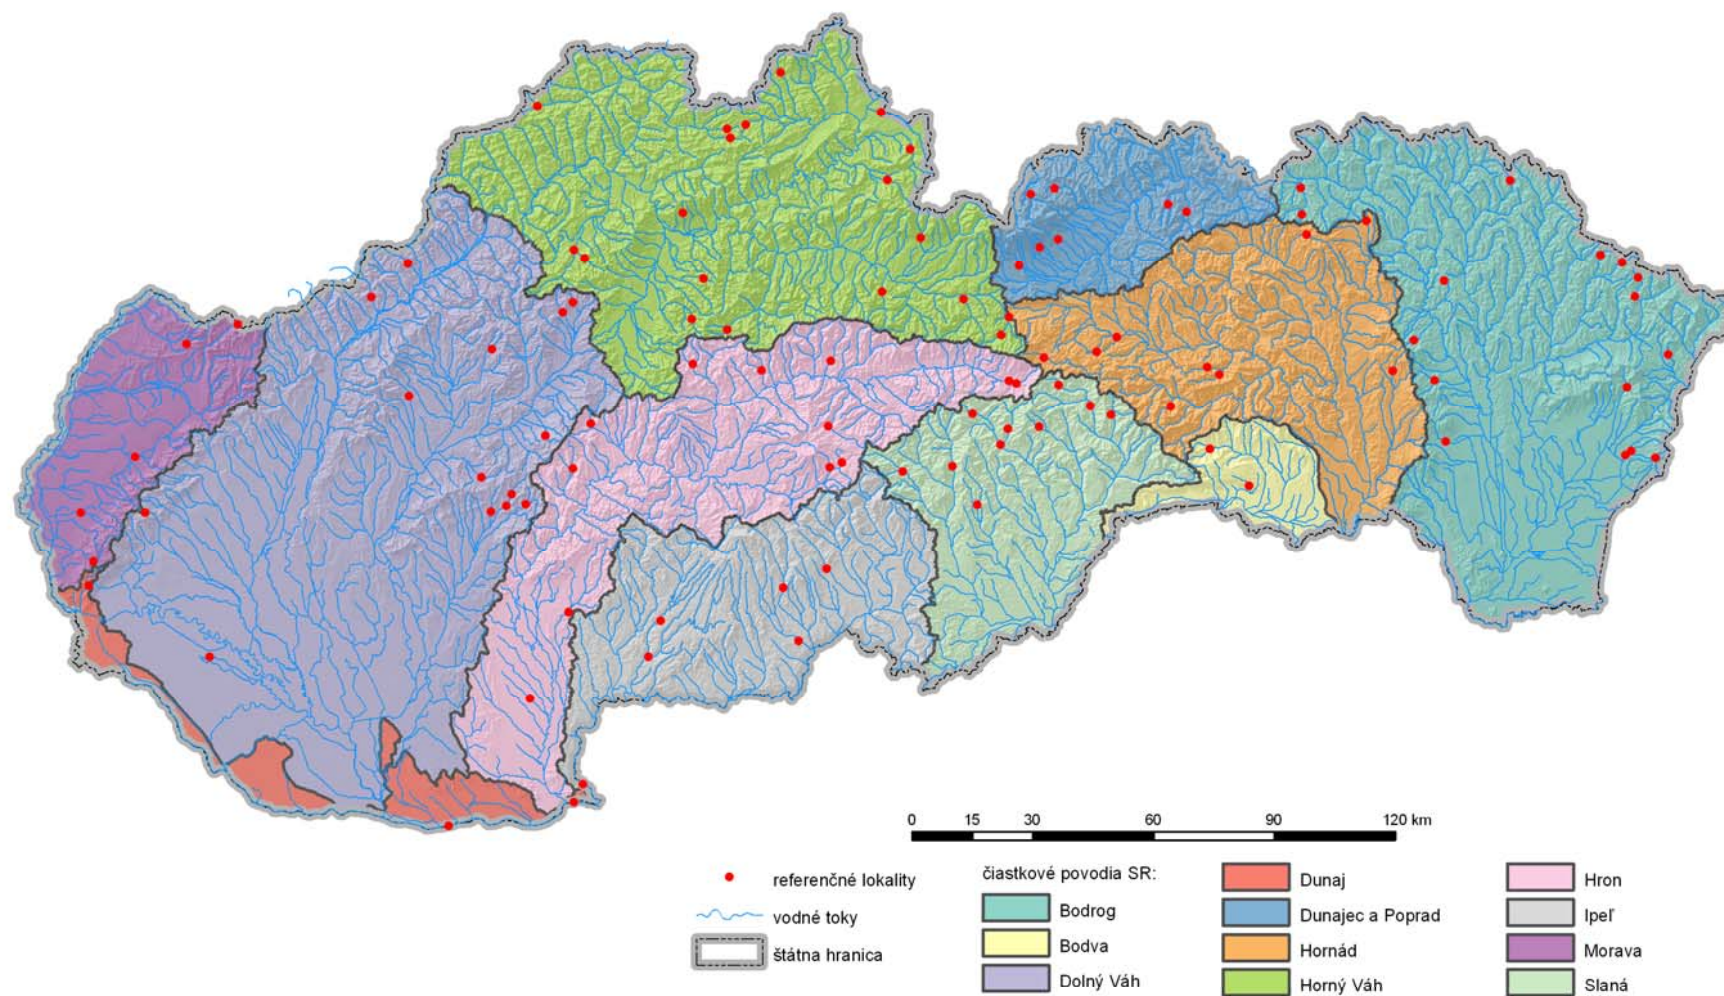 0 15 30 60 90 120 km
referenčné lokality
vodné toky
štátna hranica
čiastkové povodia SR:
Bodrog
Bodva
Dolný Váh
Dunaj
Dunajec a Poprad
Hornád
Horný Váh
Hron
Ipeľ
Morava
Slaná